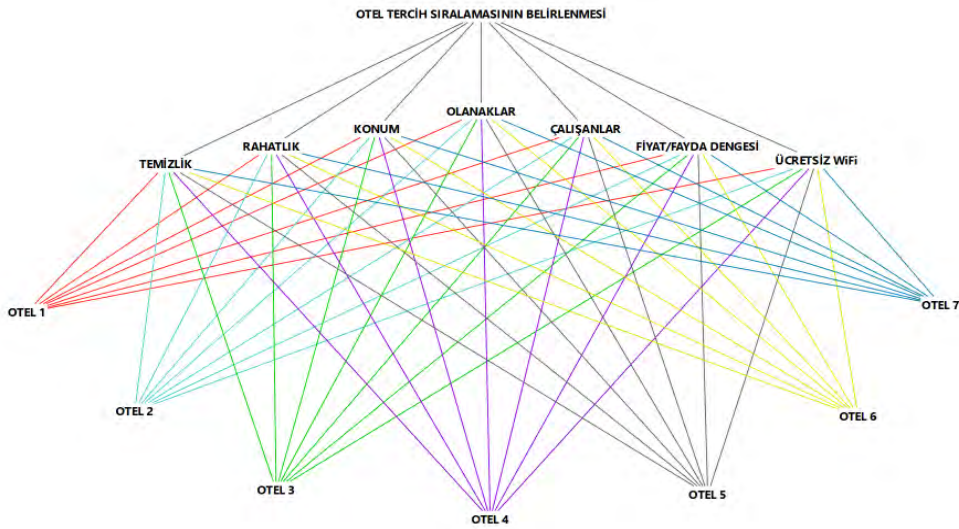 OTEL TERCİH SIRALAMASININ BELİRLENMESİ
OLANAKLAR
KONUM
ÇALIŞANLAR
RAHATLIK
FİYAT/FAYDA DENGESİ
TEMİZLİK
ÜCRETSİZ WiFi
OTEL 1
OTEL 7
OTEL 2
OTEL 6
OTEL 3
OTEL 5
OTEL 4